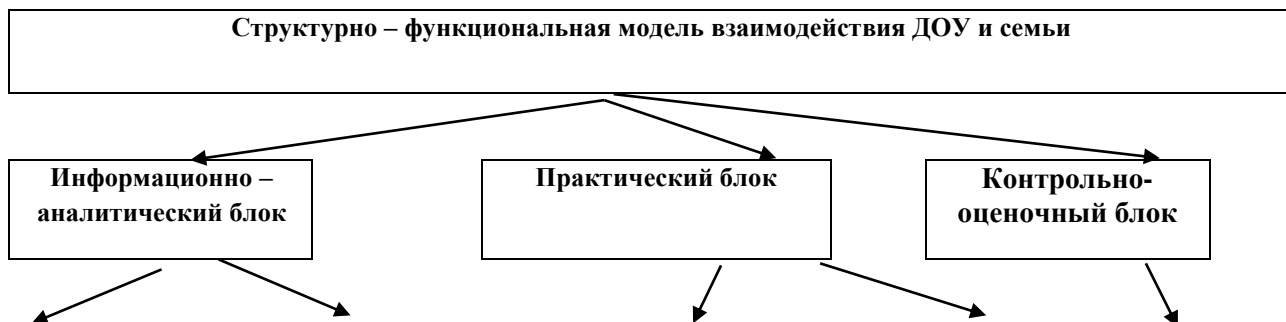 Структурно – функциональная модель взаимодействия ДОУ и семьи
Информационно –
аналитический блок
Практический блок
Контрольно-
оценочный блок